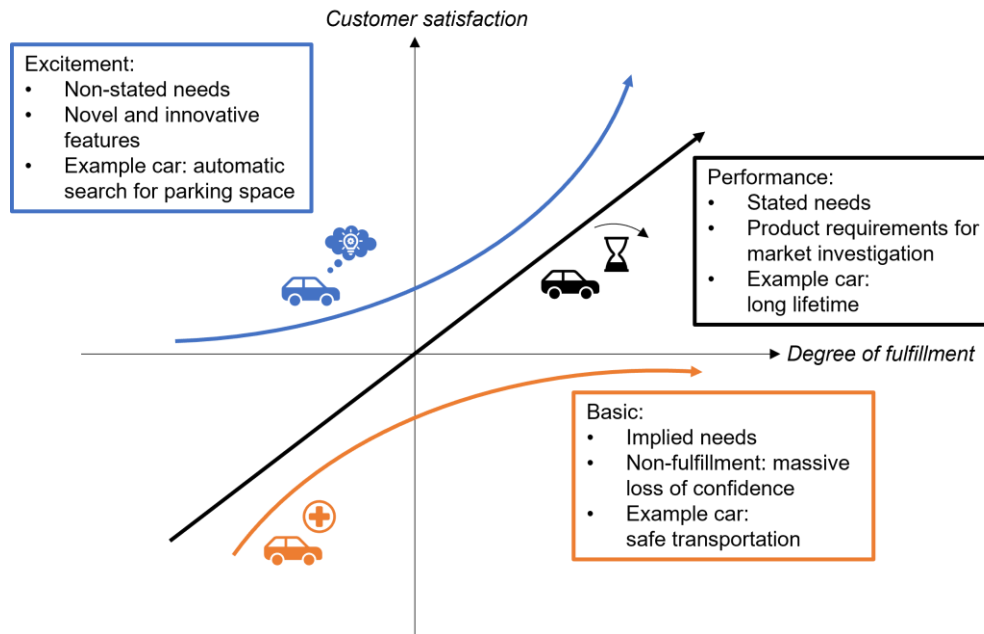 Customer satisfaction
Excitement:
• Non-stated needs
• Novel and innovative
features
• Example car: automatic
search for parking space
Performance:
• Stated needs
• Product requirements for
market investigation
• Example car:
long lifetime
Degree of fulfillment
Basic:
• Implied needs
• Non-fulfillment: massive
loss of confidence
• Example car:
safe transportation